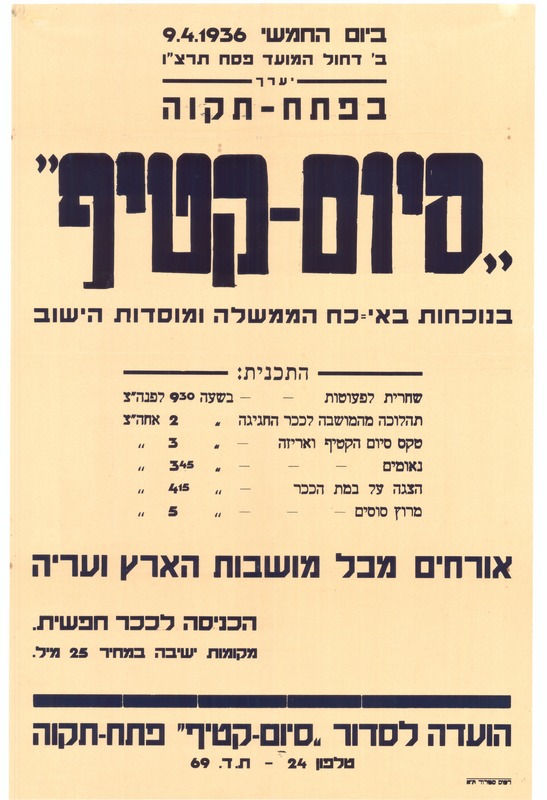 ביום החמשי 9.4.1936
ב' דחול המועד פסח תרצ"ו
יערך
בפתח-תקוה
„סיום-קטיף”
בנוכחות באי=כח הממשלה ומוסדות הישוב
התכנית:
שחרית לפעוטות — — בשעה 9³⁰ לפנה"צ
תהלוכה מהמושבה לככר החגיגה „ 2 אחה"צ
טקס סיום הקטיף ואריזה — „ 3 „
נאומים — — — „ 3⁴⁵ „
הצגה על במת הככר — „ 4¹⁵ „
מרוץ סוסים — — — „ 5 „
אורחים מכל מושבות הארץ ועריה
הכניסה לככר חפשית.
מקומות ישיבה במחיר 25 מיל.
הועדה לסדור „סיום-קטיף” פתח-תקוה
טלפון 24 - ת.ד. 69